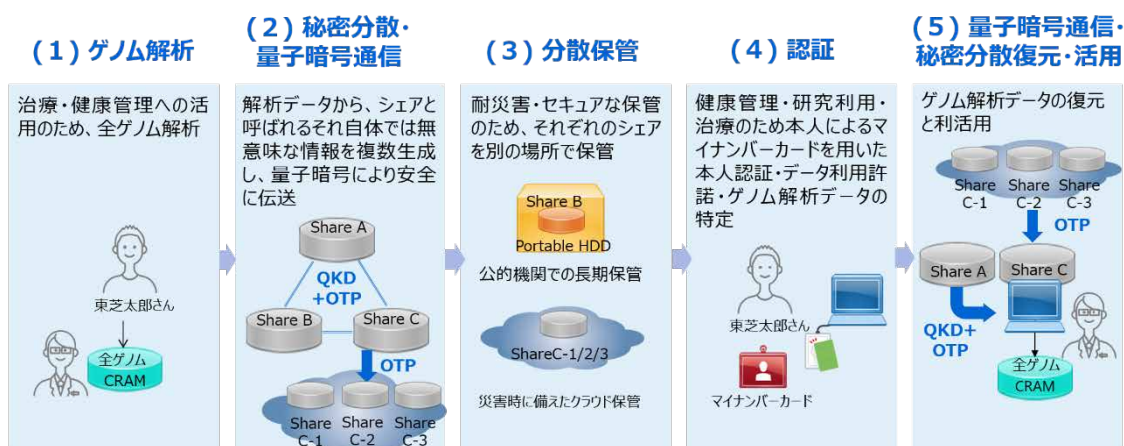 (1)ゲノム解析
治療・健康管理への活
用のため、全ゲノム解析
東芝太郎さん
全ゲノム
CRAM
(2)秘密分散・
量子暗号通信
解析データから、シェアと
呼ばれるそれ自体では無
意味な情報を複数生成
し、量子暗号により安全
に伝送
Share A
QKD
+OTP
Share B
Share C
OTP
Share
C-1
Share
C-2
Share
C-3
(3)分散保管
耐災害・セキュアな保管
のため、それぞれのシェア
を別の場所で保管
Share B
Portable HDD
公的機関での長期保管
ShareC-1/2/3
災害時に備えたクラウド保管
(4)認証
健康管理・研究利用・
治療のため本人によるマ
イナンバーカードを用いた
本人認証・データ利用許
諾・ゲノム解析データの
特定
東芝太郎さん
マイナンバーカード
(5)量子暗号通信・
秘密分散復元・活用
ゲノム解析データの復元
と利活用
Share
C-1
Share
C-2
Share
C-3
OTP
Share A
Share C
QKD+
OTP
全ゲノム
CRAM